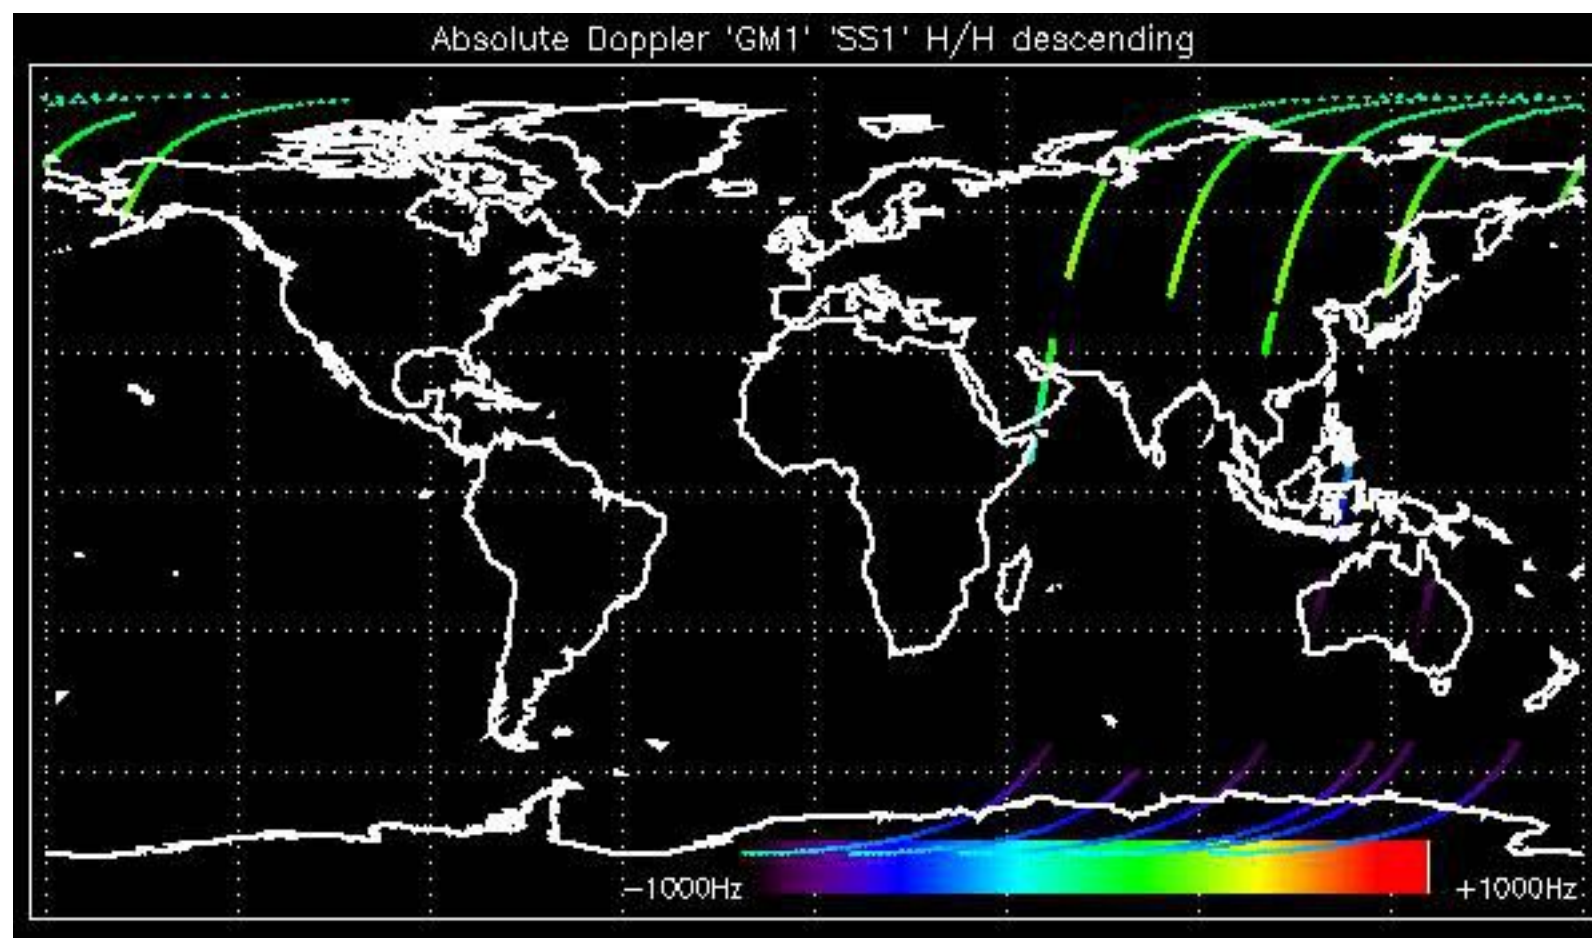 Absolute Doppler 'GM1' 'SS1' H/H descending
−1000Hz
+1000Hz